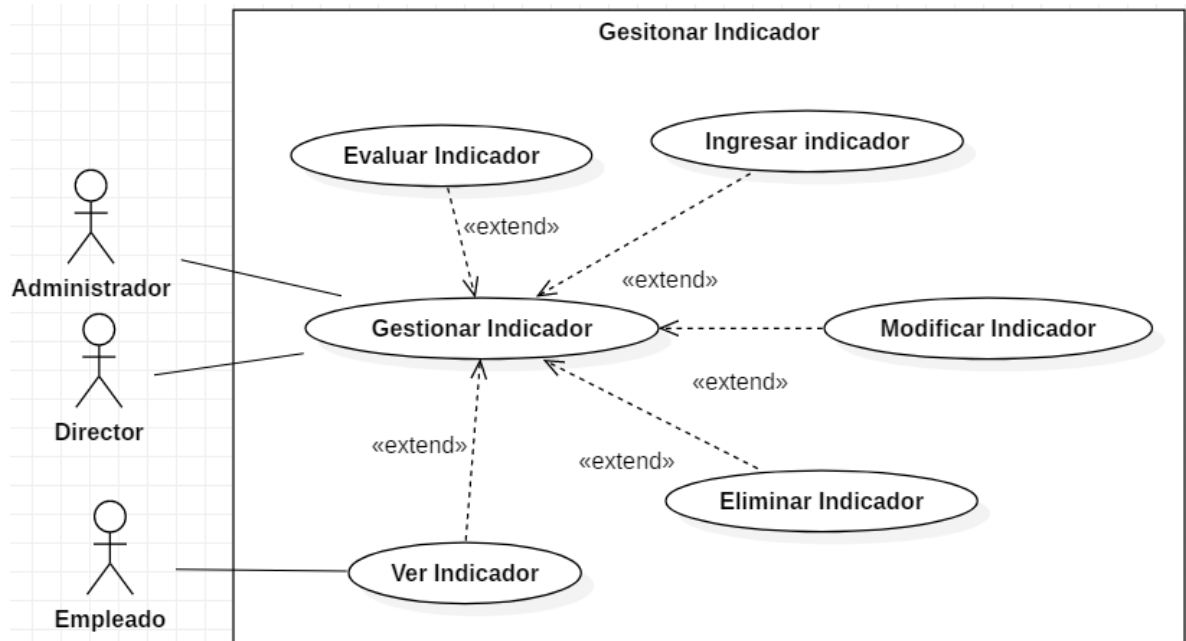 Gesitonar Indicador
Evaluar Indicador
Ingresar indicador
«extend»
«extend»
Administrador
Gestionar Indicador
Modificar Indicador
«extend»
Director
«extend»
«extend»
Eliminar Indicador
Ver Indicador
Empleado